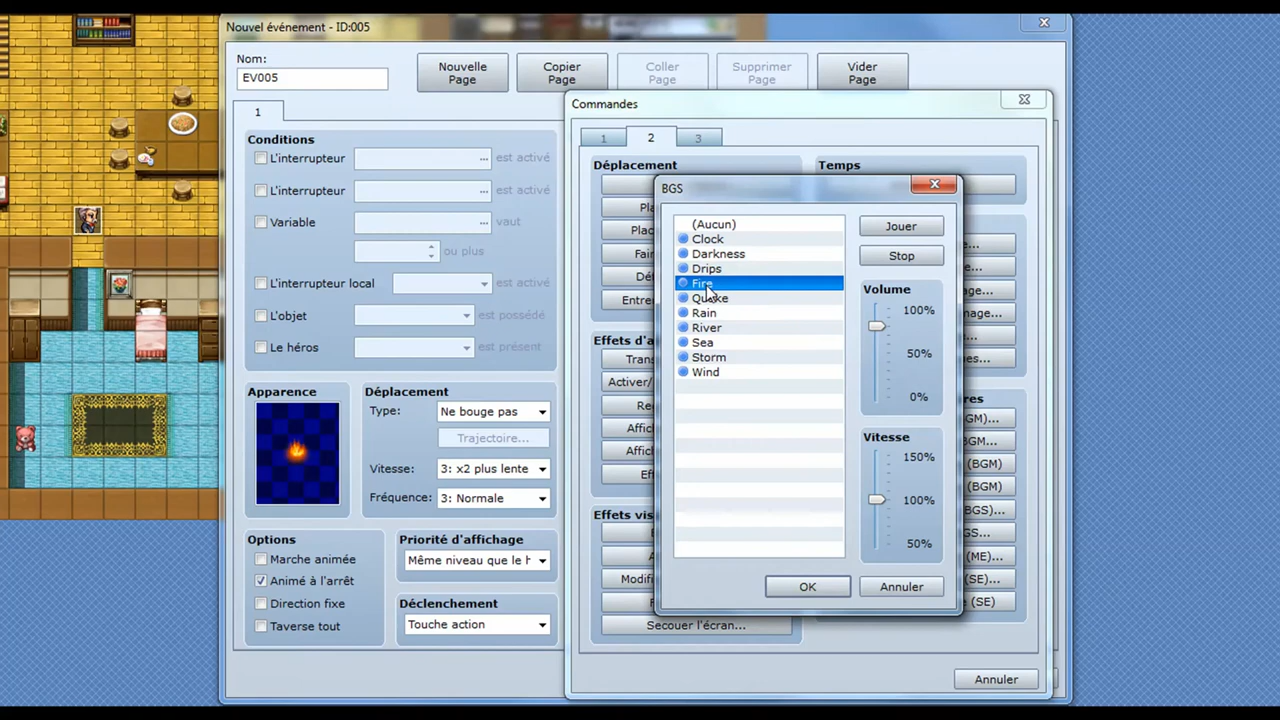 Nouvel événement - ID:005
Nom:
EV005
Nouvelle Page
Copier Page
Coller Page
Supprimer Page
Vider Page
1
Conditions
L'interrupteur ... est activé
L'interrupteur ... est activé
Variable ... vaut
ou plus
L'interrupteur local est activé
L'objet est possédé
Le héros est présent
Apparence
Déplacement
Type: Ne bouge pas
Trajectoire...
Vitesse: 3: x2 plus lente
Fréquence: 3: Normale
Options
Marche animée
Animé à l'arrêt
Direction fixe
Traverse tout
Priorité d'affichage
Même niveau que le h
Déclenchement
Touche action
Commandes
1 2 3
Déplacement
Temps
Effets d'a
Effets vis
Secouer l'écran...
(BGM)
(BGM)
Annuler
BGS
(Aucun)
Clock
Darkness
Drips
Fire
Quake
Rain
River
Sea
Storm
Wind
Jouer
Stop
Volume
100%
50%
0%
Vitesse
150%
100%
50%
OK
Annuler